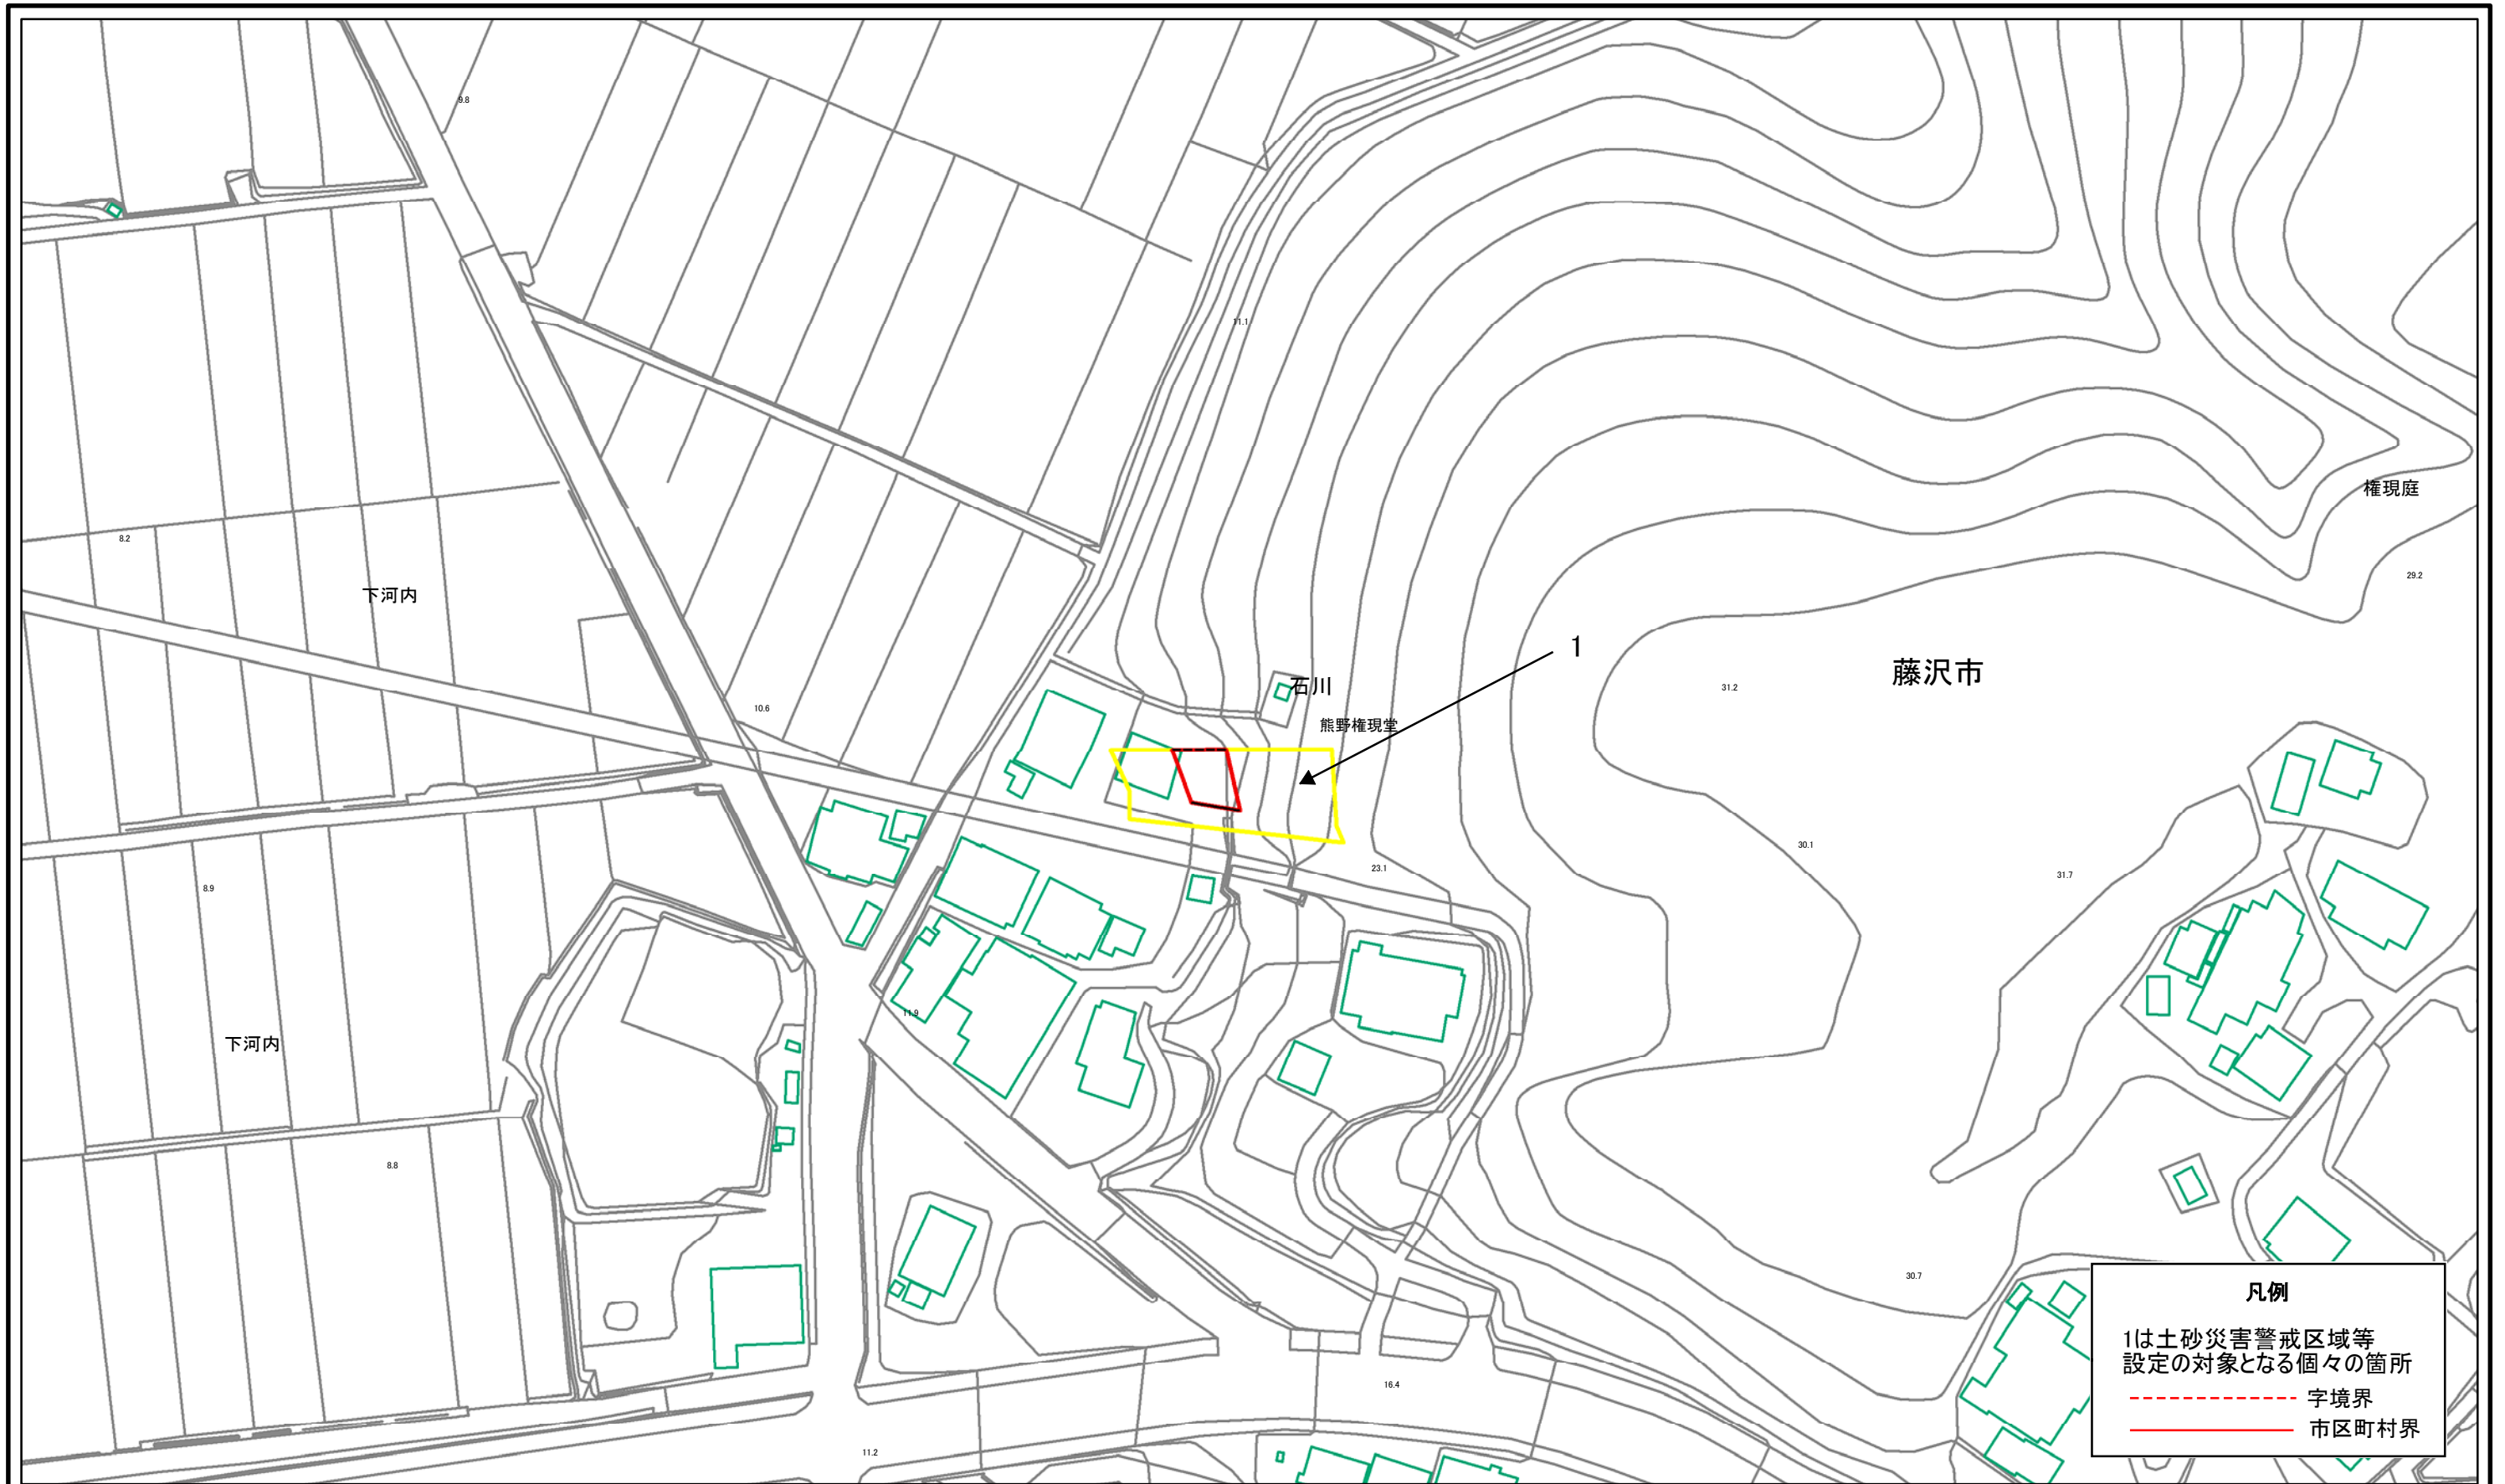 9.8
11.1
権現庭
8.2
29.2
下河内
1
藤沢市
石川
31.2
10.6
熊野権現堂
30.1
23.1
31.7
8.9
11.9
下河内
8.8
30.7
凡例
1は土砂災害警戒区域等
設定の対象となる個々の箇所
字境界
市区町村界
16.4
11.2